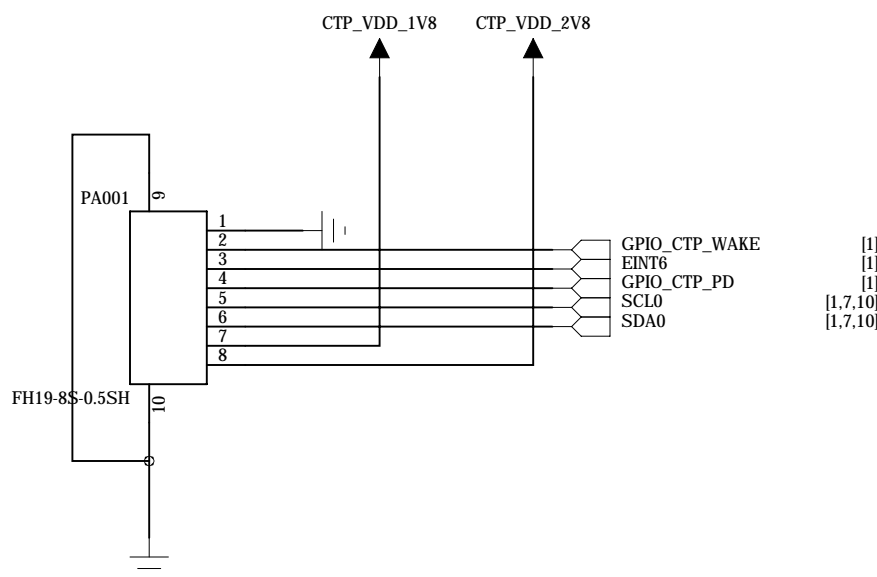 CTP_VDD_1V8 CTP_VDD_2V8
PA001
9
1
2
GPIO_CTP_WAKE [1]
3
EINT6 [1]
4
GPIO_CTP_PD [1]
5
SCL0 [1,7,10]
6
SDA0 [1,7,10]
7
8
FH19-8S-0.5SH
10